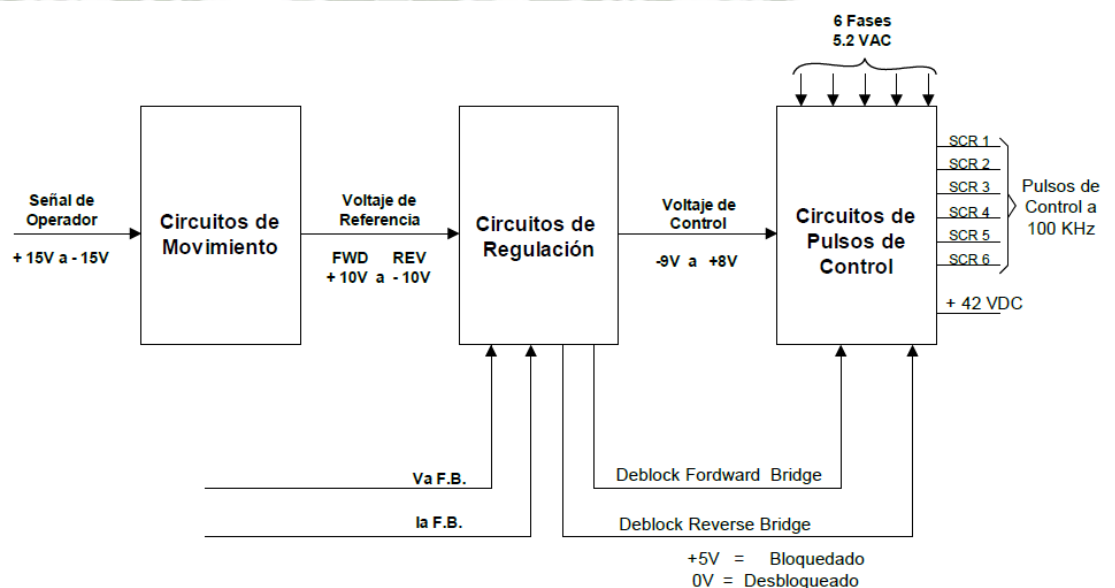 6 Fases
5.2 VAC
Señal de
Operador
+ 15V a - 15V
Circuitos de
Movimiento
Voltaje de
Referencia
FWD REV
+ 10V a - 10V
Circuitos de
Regulación
Voltaje de
Control
-9V a +8V
Circuitos de
Pulsos de
Control
SCR 1
SCR 2
SCR 3
SCR 4
SCR 5
SCR 6
Pulsos de
Control a
100 KHz
+ 42 VDC
Va F.B.
Ia F.B.
Deblock Fordward Bridge
Deblock Reverse Bridge
+5V = Bloquedado
0V = Desbloqueado